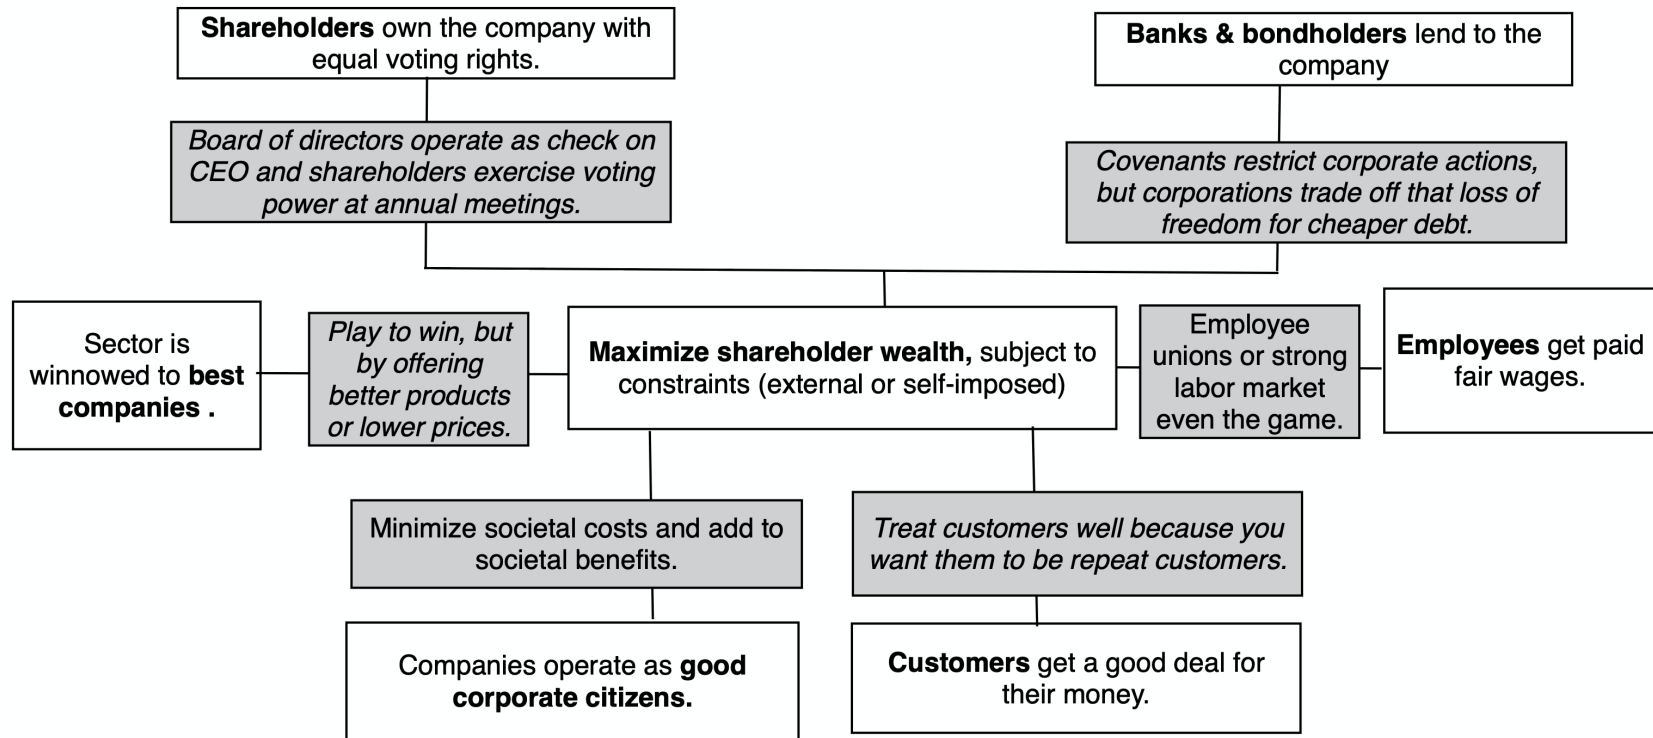 Shareholders own the company with
equal voting rights.
Banks & bondholders lend to the
company
Board of directors operate as check on
CEO and shareholders exercise voting
power at annual meetings.
Covenants restrict corporate actions,
but corporations trade off that loss of
freedom for cheaper debt.
Sector is
winnowed to best
companies .
Play to win, but
by offering
better products
or lower prices.
Maximize shareholder wealth, subject to
constraints (external or self-imposed)
Employee
unions or strong
labor market
even the game.
Employees get paid
fair wages.
Minimize societal costs and add to
societal benefits.
Treat customers well because you
want them to be repeat customers.
Companies operate as good
corporate citizens.
Customers get a good deal for
their money.